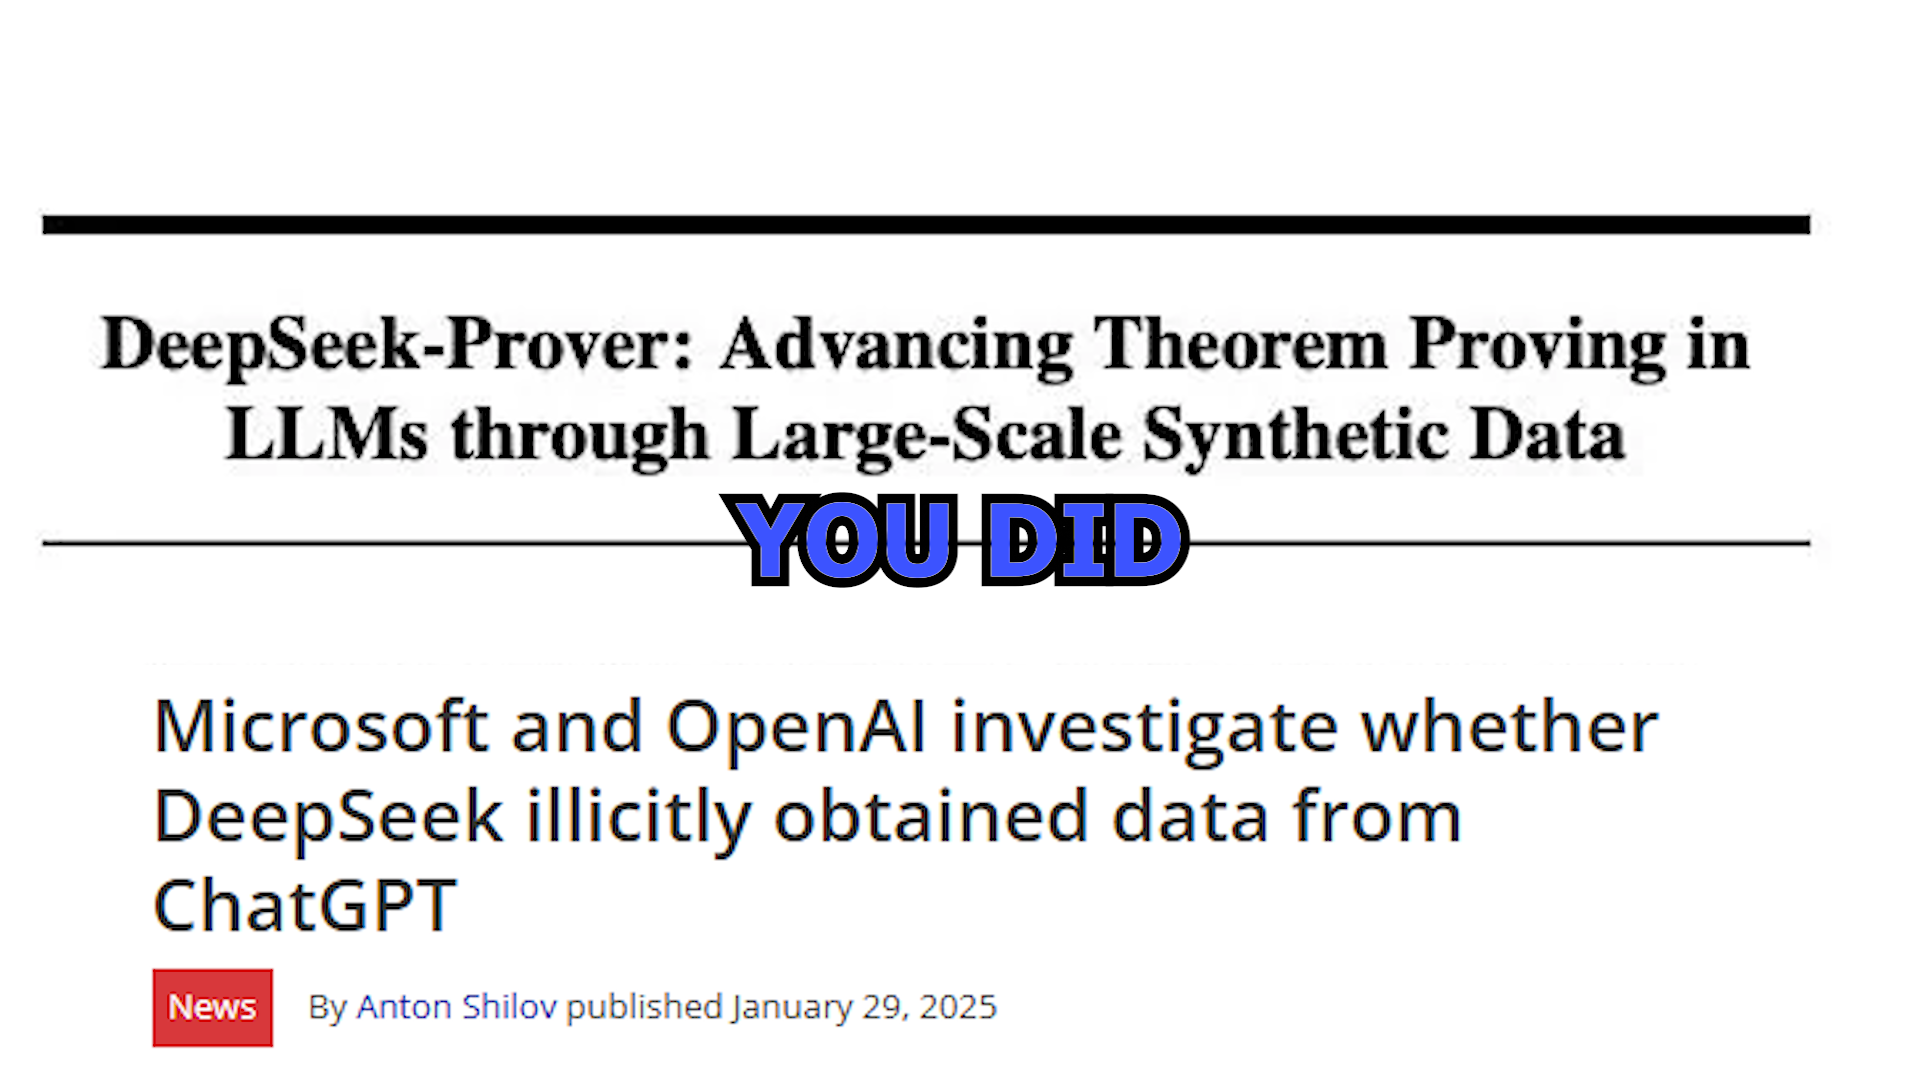 DeepSeek-Prover: Advancing Theorem Proving in
LLMs through Large-Scale Synthetic Data
YOU DID
Microsoft and OpenAI investigate whether
DeepSeek illicitly obtained data from
ChatGPT
News By Anton Shilov published January 29, 2025